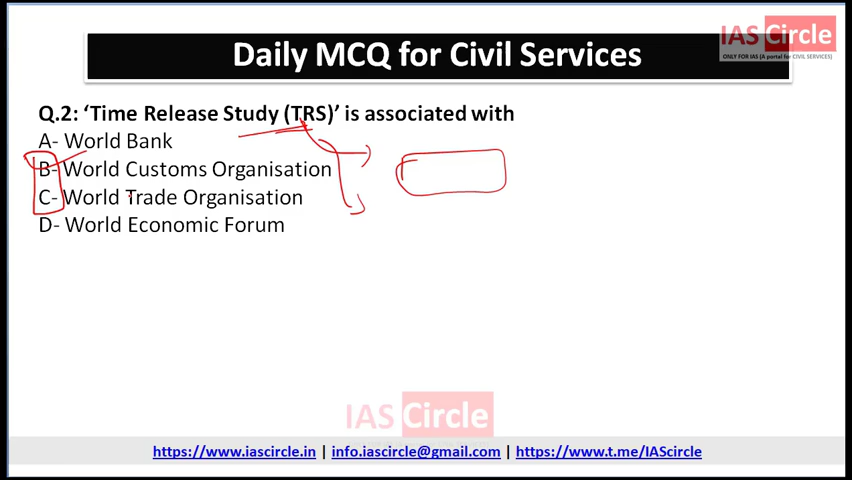 IAS Circle
ONLY FOR IAS (A portal for CIVIL SERVICES)
Daily MCQ for Civil Services
Q.2: ‘Time Release Study (TRS)’ is associated with
A- World Bank
B- World Customs Organisation
C- World Trade Organisation
D- World Economic Forum
IAS Circle
https://www.iascircle.in | info.iascircle@gmail.com | https://www.t.me/IAScircle